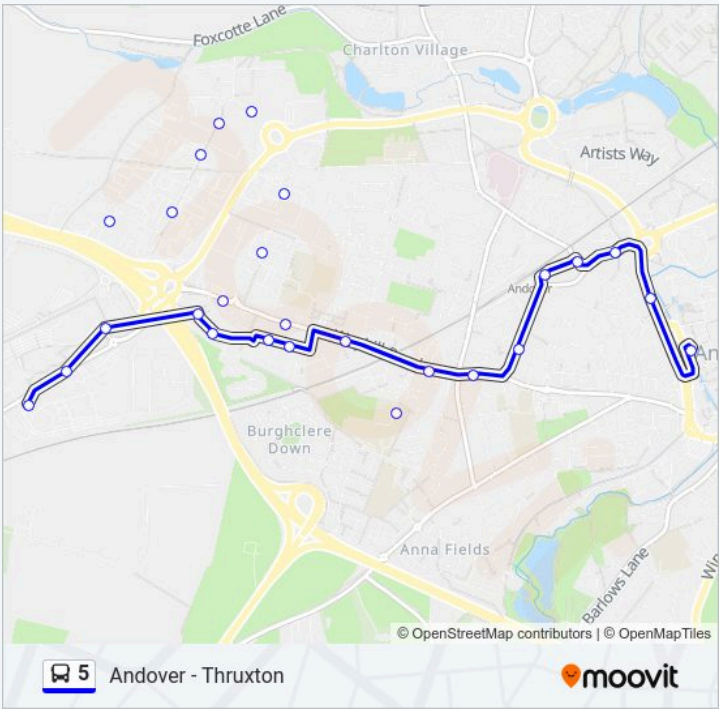 Foxcotte Lane
Charlton Village
Artists Way
Burghclere
Down
Anna Fields
Barlows Lane
© OpenStreetMap contributors | © OpenMapTiles
5 Andover - Thruxton
moovit